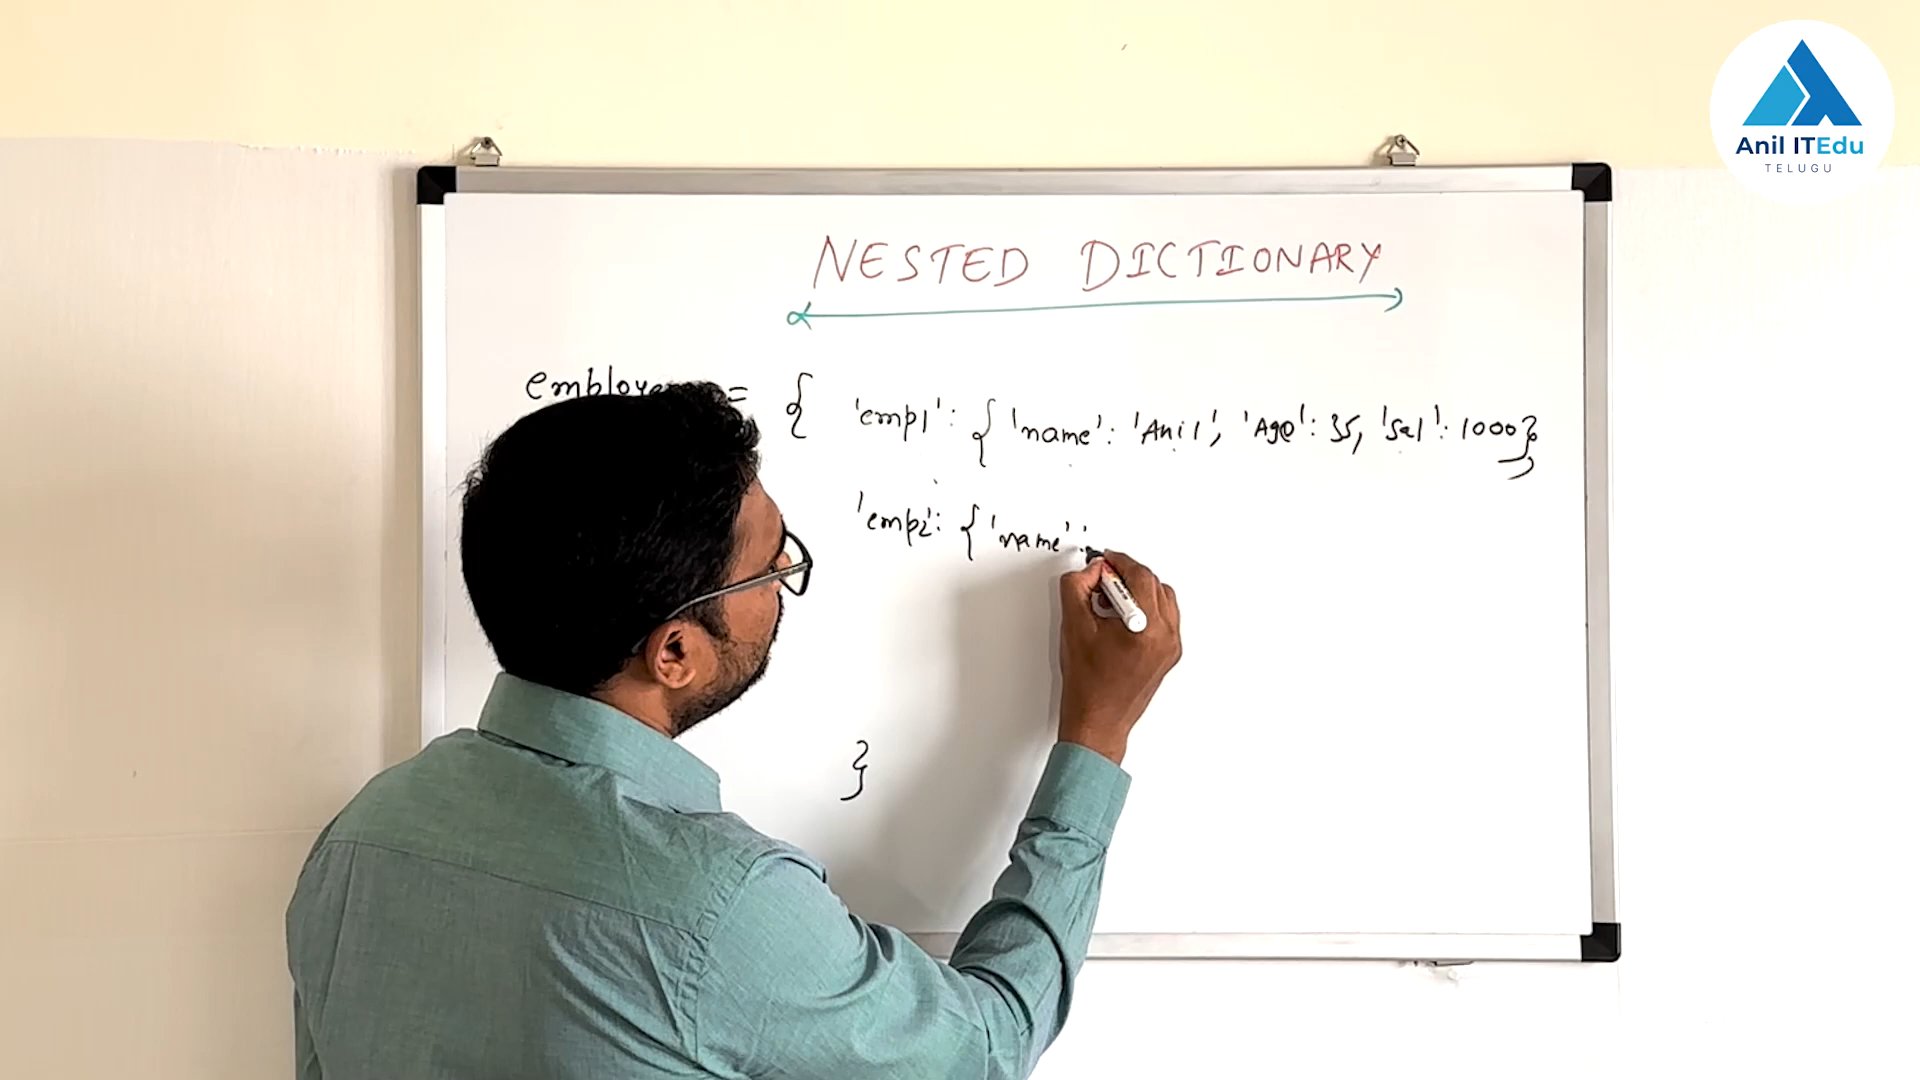 Anil ITEdu
TELUGU
NESTED DICTIONARY
= { 'emp1': { 'name': 'Anil', 'Age': 35, 'Sal': 1000},
'emp2': { 'name':
}